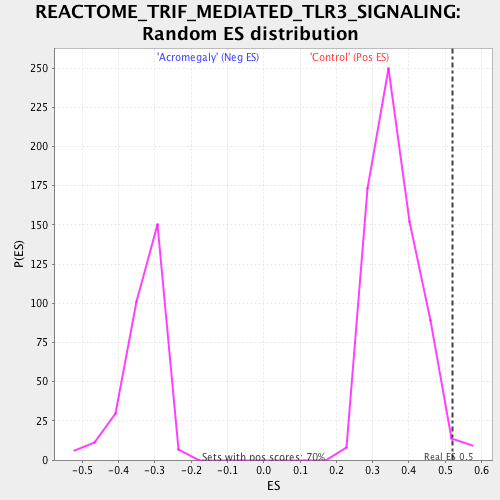 REACTOME_TRIF_MEDIATED_TLR3_SIGNALING:
Random ES distribution
'Acromegaly' (Neg ES)
'Control' (Pos ES)
250
225
200
175
150
125
100
75
50
25
0
P(ES)
Sets with pos scores: 70%
Real ES 0.5
-0.5 -0.4 -0.3 -0.2 -0.1 0.0 0.1 0.2 0.3 0.4 0.5 0.6
ES